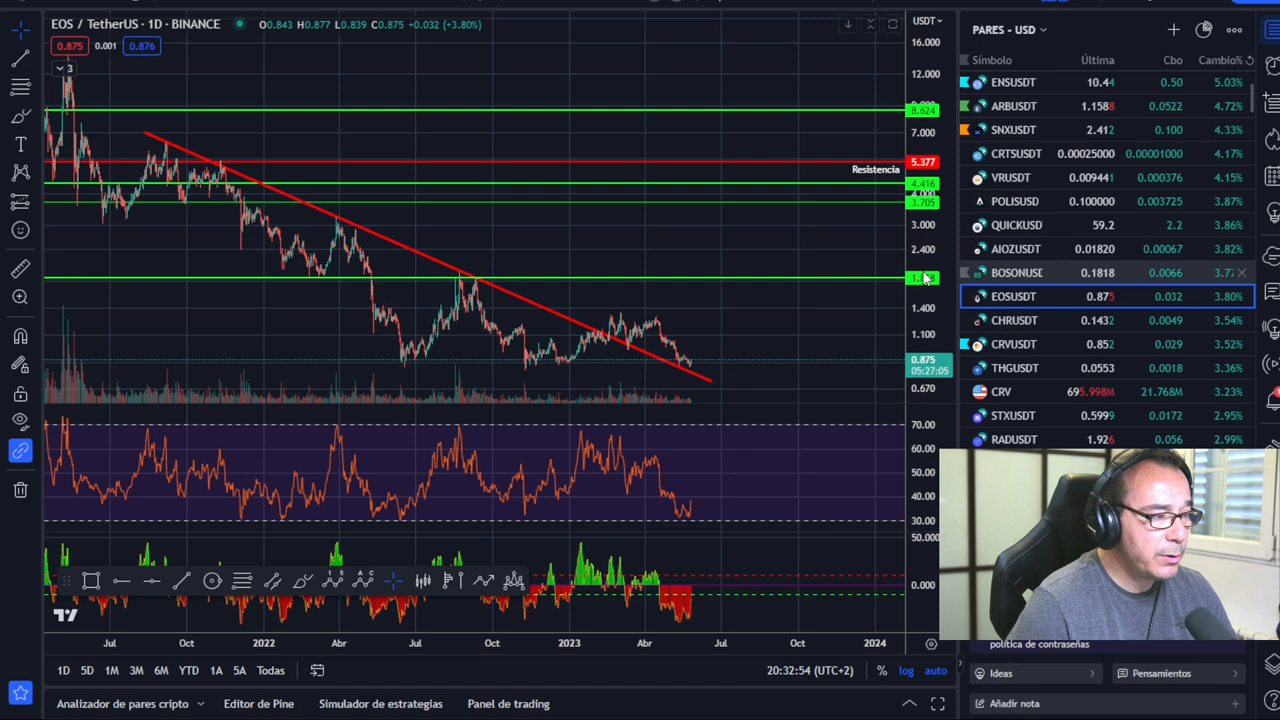 EOS / TetherUS · 1D · BINANCE O0.843 H0.877 L0.839 C0.875 +0.032 (+3.80%)
0.875 0.001 0.876
3
USDT
16.000
12.000
8.624
7.000
5.377
Resistencia
4.416
3.705
3.000
2.400
1.400
1.100
0.875
05:27:05
0.670
70.00
60.00
50.00
40.00
30.00
50.000
0.000
Jul Oct 2022 Abr Jul Oct 2023 Abr Jul Oct 2024
1D 5D 1M 3M 6M YTD 1A 5A Todas 20:32:54 (UTC+2) % log auto
Analizador de pares cripto Editor de Pine Simulador de estrategias Panel de trading
PARES - USD
Símbolo Última Cbo Cambio%
ENSUSDT 10.44 0.50 5.03%
ARBUSDT 1.1588 0.0522 4.72%
SNXUSDT 2.412 0.100 4.33%
CRTSUSDT 0.00025000 0.00001000 4.17%
VRUSDT 0.009441 0.000376 4.15%
POLISUSD 0.100000 0.003725 3.87%
QUICKUSD 59.2 2.2 3.86%
AIOZUSDT 0.01820 0.00067 3.82%
BOSONUSE 0.1818 0.0066
EOSUSDT 0.875 0.032 3.80%
CHRUSDT 0.1432 0.0049 3.54%
CRVUSDT 0.852 0.029 3.52%
THGUSDT 0.0553 0.0018 3.36%
CRV 695.998M 21.768M 3.23%
STXUSDT 0.5999 0.0172 2.95%
RADUSDT 1.926 0.056 2.99%
política de contraseñas
Ideas Pensamientos
Añadir nota